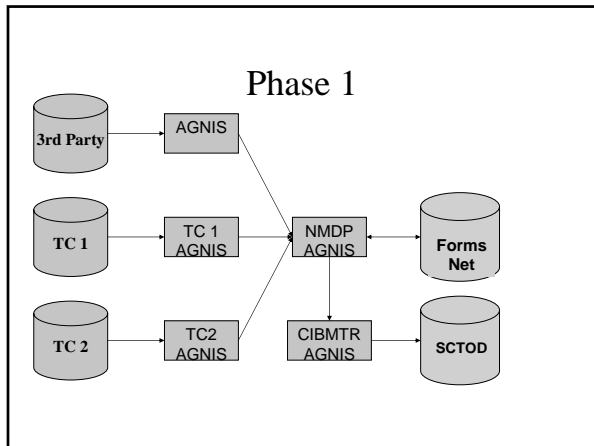 Phase 1
3rd Party
AGNIS
TC 1
TC 1
AGNIS
NMDP
AGNIS
Forms
Net
TC 2
TC2
AGNIS
CIBMTR
AGNIS
SCTOD